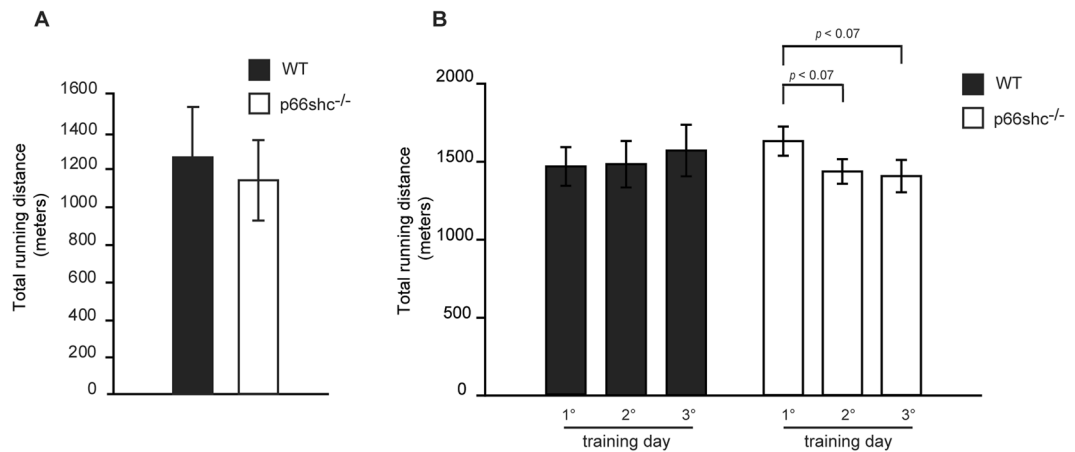 A
WT
p66shc-/-
1600
1400
1200
1000
800
600
400
200
0
Total running distance
(meters)
B
p < 0.07
p < 0.07
WT
p66shc-/-
2000
1500
1000
500
0
Total running distance
(meters)
1° 2° 3°
training day
1° 2° 3°
training day